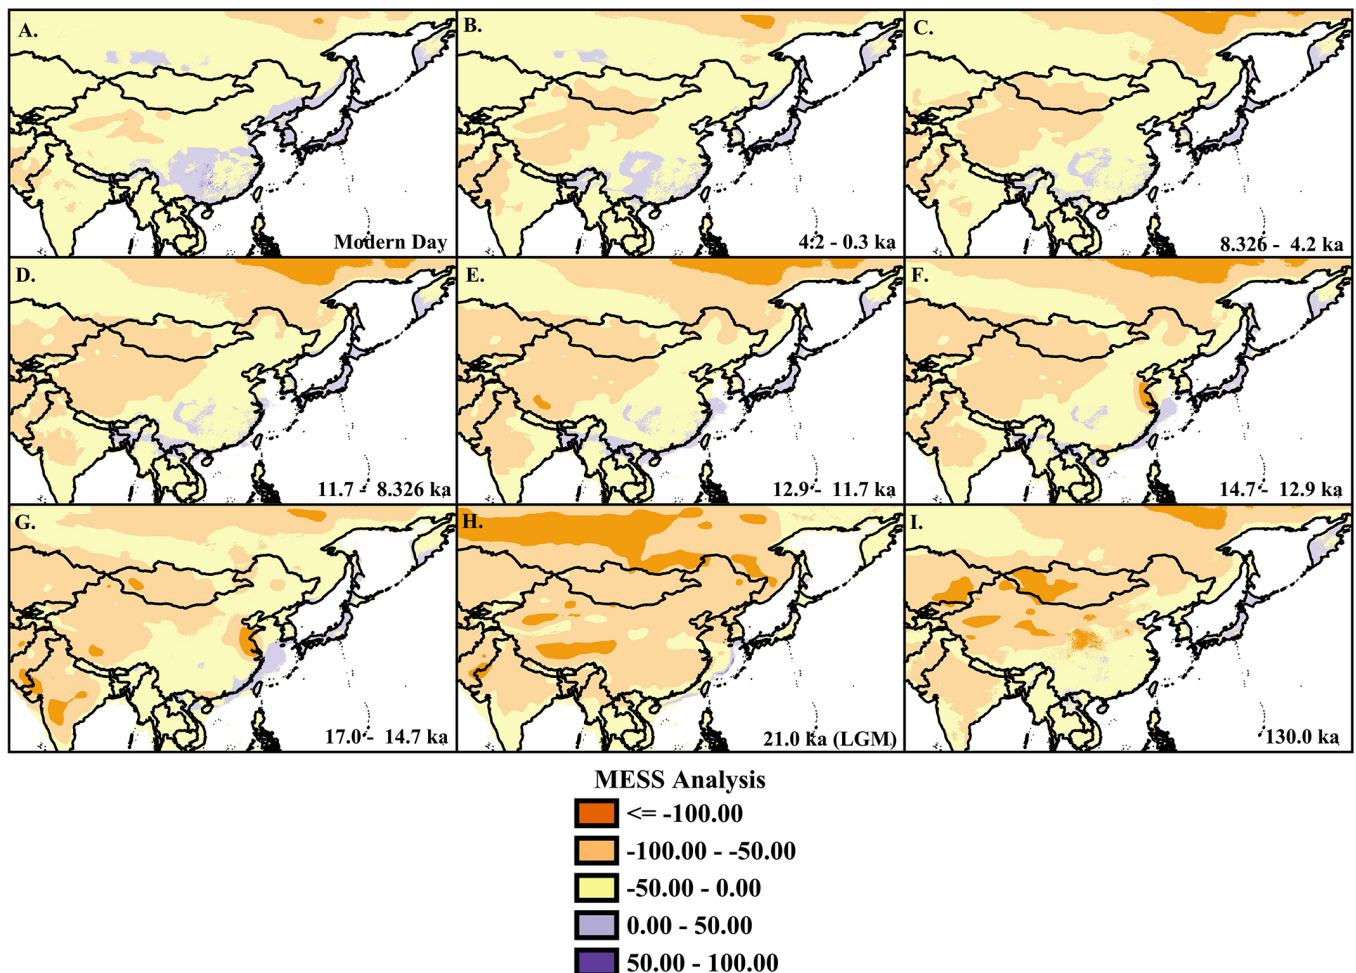 A.
Modern Day
B.
4.2 - 0.3 ka
C.
8.326 - 4.2 ka
D.
11.7 - 8.326 ka
E.
12.9 - 11.7 ka
F.
14.7 - 12.9 ka
G.
17.0 - 14.7 ka
H.
21.0 ka (LGM)
I.
130.0 ka
MESS Analysis
<= -100.00
-100.00 - -50.00
-50.00 - 0.00
0.00 - 50.00
50.00 - 100.00